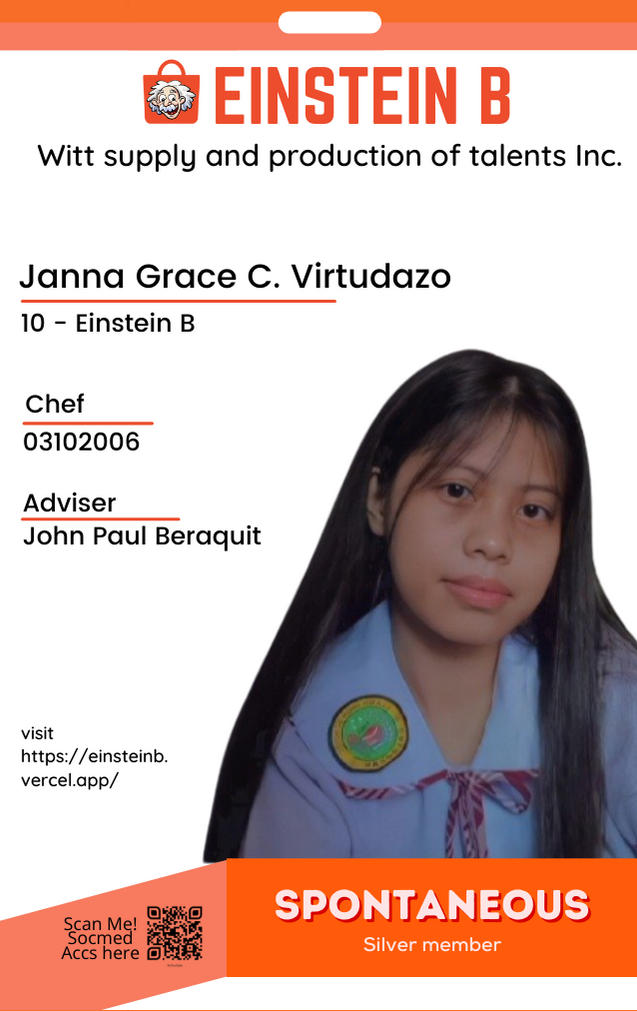 EINSTEIN B
Witt supply and production of talents Inc.
Janna Grace C. Virtudazo
10 - Einstein B
Chef
03102006
Adviser
John Paul Beraquit
visit
https://einsteinb.
vercel.app/
Scan Me!
Socmed
Accs here
SPONTANEOUS
Silver member